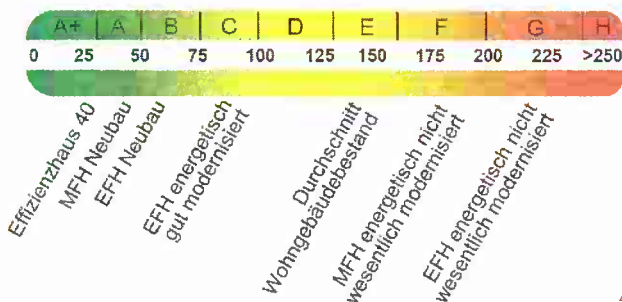 A+ A B C D E F G H
0 25 50 75 100 125 150 175 200 225 >250
Effizienzhaus 40
MFH Neubau
EFH Neubau
EFH energetisch
gut modernisiert
Durchschnitt
Wohngebäudebestand
MFH energetisch nicht
wesentlich modernisiert
EFH energetisch nicht
wesentlich modernisiert